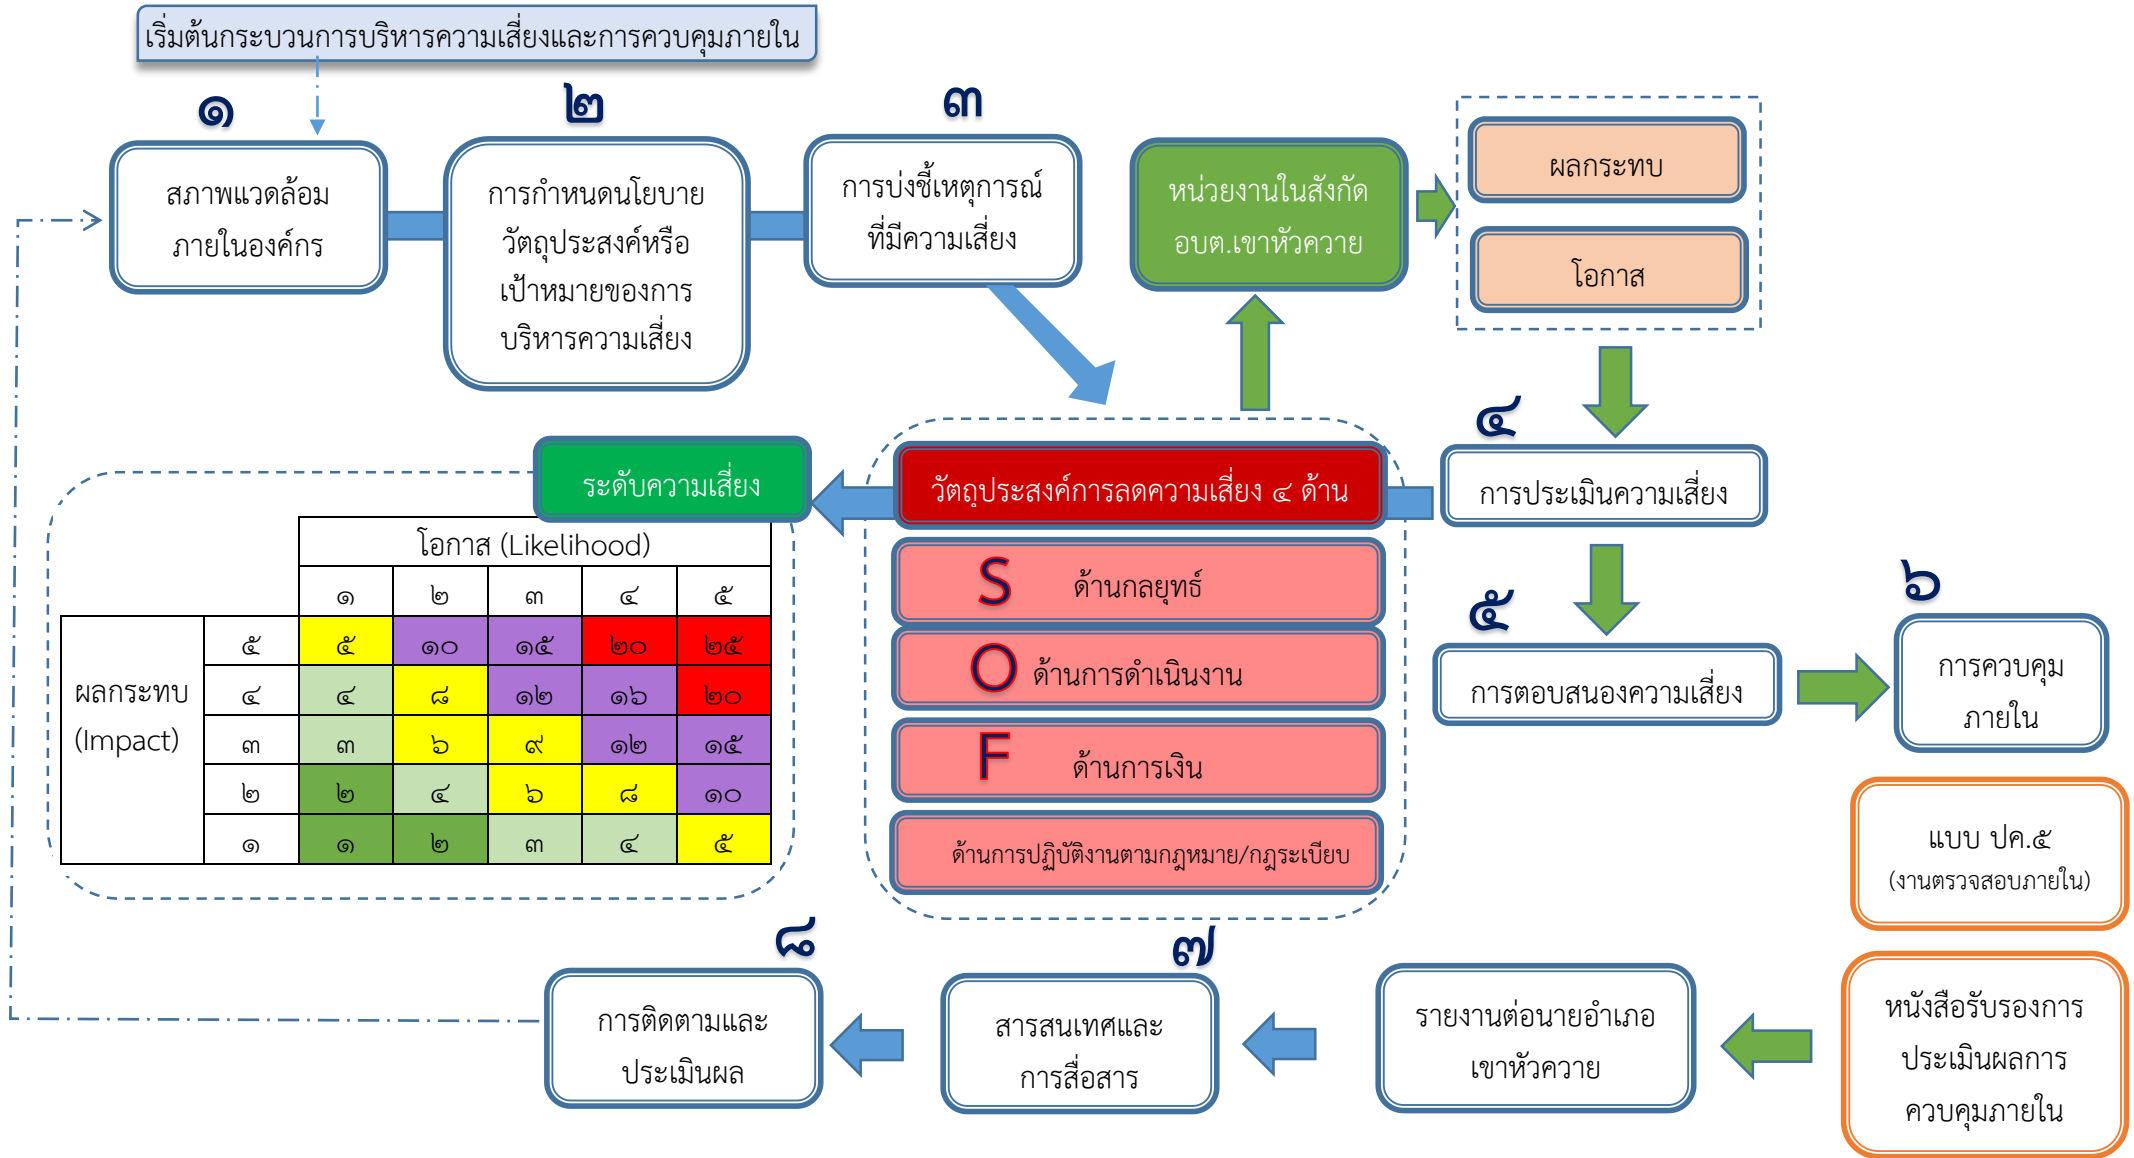 เริ่มต้นกระบวนการบริหารความเสี่ยงและการควบคุมภายใน
๑
สภาพแวดล้อม
ภายในองค์กร
๒
การกำหนดนโยบาย
วัตถุประสงค์หรือ
เป้าหมายของการ
บริหารความเสี่ยง
๓
การบ่งชี้เหตุการณ์
ที่มีความเสี่ยง
หน่วยงานในสังกัด
อบต.เขาหัวควาย
ผลกระทบ
โอกาส
๔
การประเมินความเสี่ยง
วัตถุประสงค์การลดความเสี่ยง ๔ ด้าน
S ด้านกลยุทธ์
O ด้านการดำเนินงาน
F ด้านการเงิน
ด้านการปฏิบัติงานตามกฎหมาย/กฎระเบียบ
ระดับความเสี่ยง
โอกาส (Likelihood)
๑ ๒ ๓ ๔ ๕
ผลกระทบ
(Impact)
๕ ๕ ๑๐ ๑๕ ๒๐ ๒๕
๔ ๔ ๘ ๑๒ ๑๖ ๒๐
๓ ๓ ๖ ๙ ๑๒ ๑๕
๒ ๒ ๔ ๖ ๘ ๑๐
๑ ๑ ๒ ๓ ๔ ๕
๕
การตอบสนองความเสี่ยง
๖
การควบคุม
ภายใน
แบบ ปค.๕
(งานตรวจสอบภายใน)
หนังสือรับรองการ
ประเมินผลการ
ควบคุมภายใน
รายงานต่อนายอำเภอ
เขาหัวควาย
๗
สารสนเทศและ
การสื่อสาร
๘
การติดตามและ
ประเมินผล